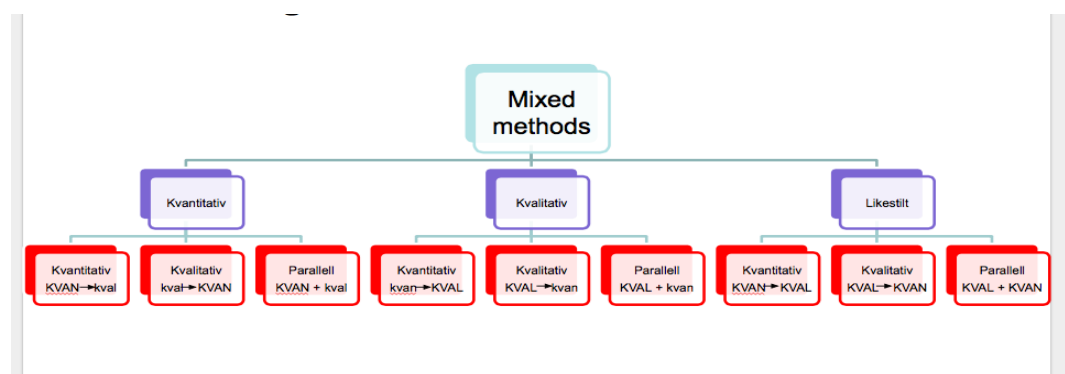 Mixed
methods
Kvantitativ
Kvalitativ
Likestilt
Kvantitativ
KVAN→kval
Kvalitativ
kval→KVAN
Parallell
KVAN + kval
Kvantitativ
kvan→KVAL
Kvalitativ
KVAL→kvan
Parallell
KVAL + kvan
Kvantitativ
KVAN→KVAL
Kvalitativ
KVAL→KVAN
Parallell
KVAL + KVAN